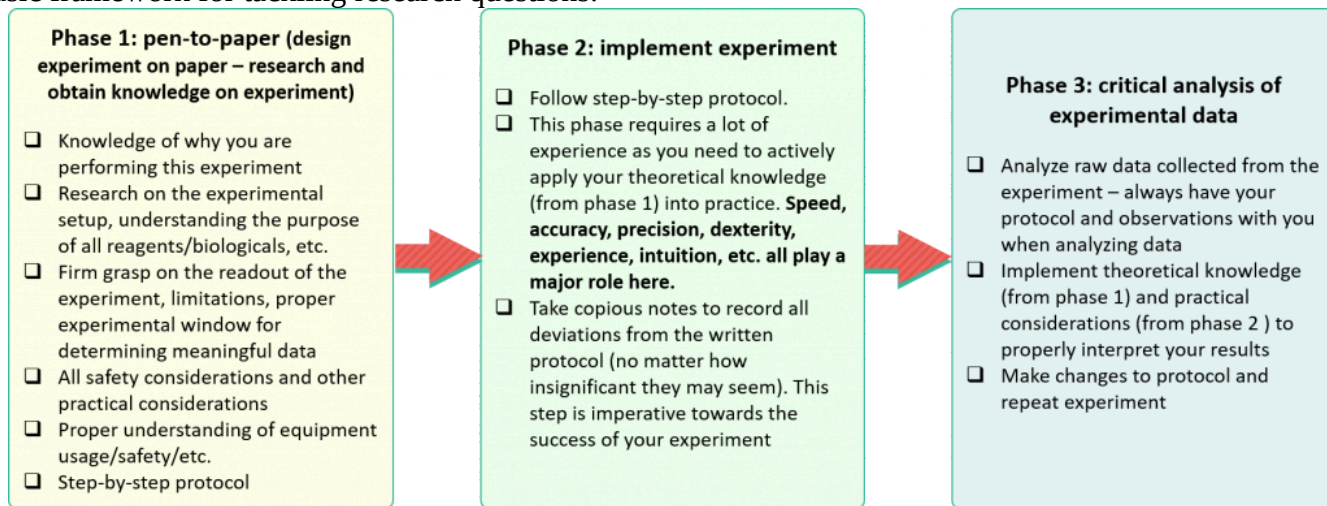 basic framework for tackling research questions.
Phase 1: pen-to-paper (design
experiment on paper – research and
obtain knowledge on experiment)
❑ Knowledge of why you are
performing this experiment
❑ Research on the experimental
setup, understanding the purpose
of all reagents/biologicals, etc.
❑ Firm grasp on the readout of the
experiment, limitations, proper
experimental window for
determining meaningful data
❑ All safety considerations and other
practical considerations
❑ Proper understanding of equipment
usage/safety/etc.
❑ Step-by-step protocol
Phase 2: implement experiment
❑ Follow step-by-step protocol.
❑ This phase requires a lot of
experience as you need to actively
apply your theoretical knowledge
(from phase 1) into practice. Speed,
accuracy, precision, dexterity,
experience, intuition, etc. all play a
major role here.
❑ Take copious notes to record all
deviations from the written
protocol (no matter how
insignificant they may seem). This
step is imperative towards the
success of your experiment
Phase 3: critical analysis of
experimental data
❑ Analyze raw data collected from the
experiment – always have your
protocol and observations with you
when analyzing data
❑ Implement theoretical knowledge
(from phase 1) and practical
considerations (from phase 2 ) to
properly interpret your results
❑ Make changes to protocol and
repeat experiment